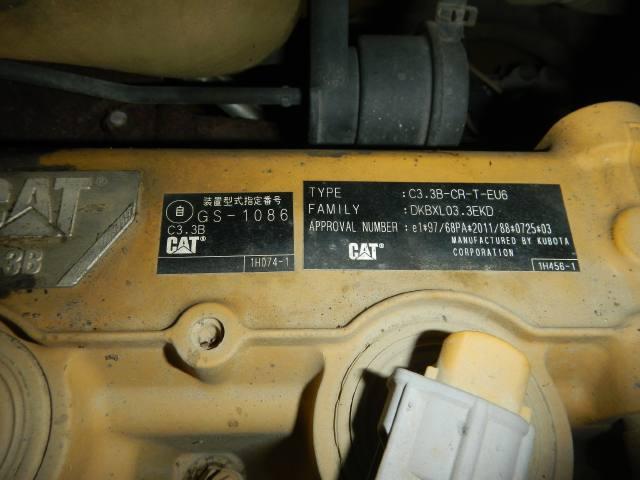 CAT
3B
装置型式指定番号
自 GS-1086
C3.3B
CAT
1H074-1
TYPE : C3.3B-CR-T-EU6
FAMILY : DKBXL03.3EKD
APPROVAL NUMBER : e1*97/68PA*2011/88*0725*03
CAT MANUFACTURED BY KUBOTA
CORPORATION
1H456-1